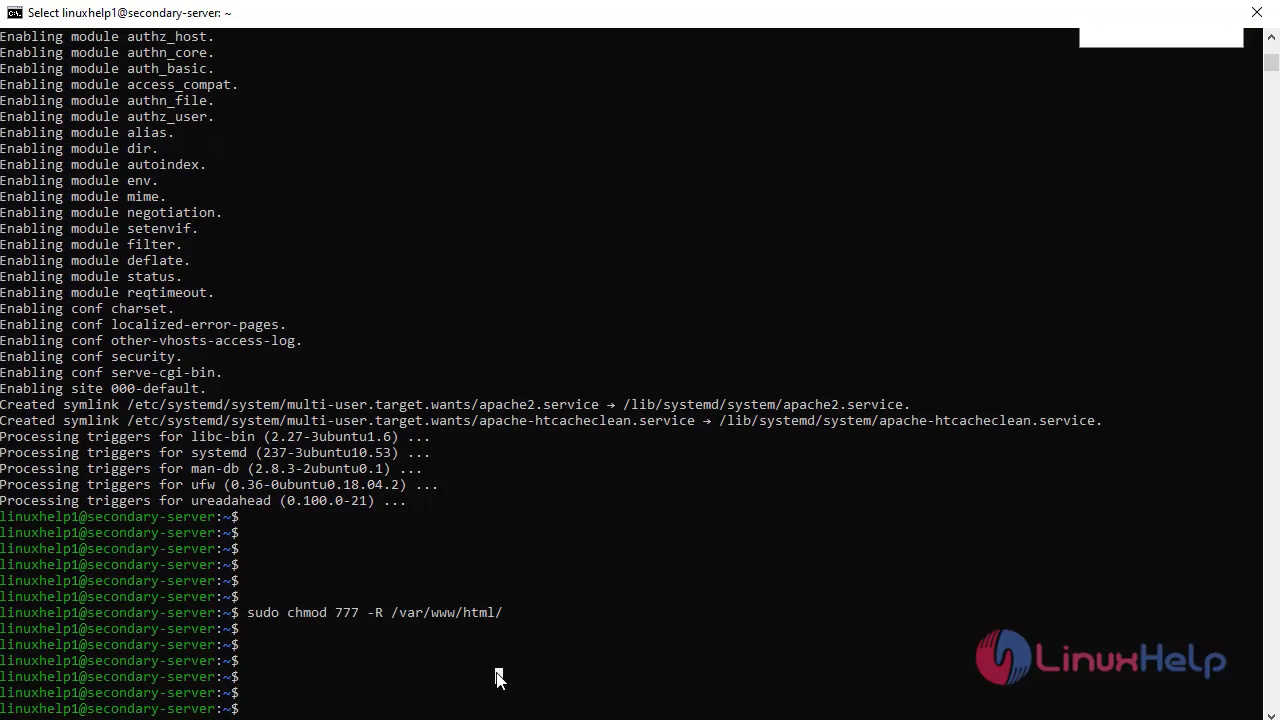 Select linuxhelp1@secondary-server: ~
Enabling module authz_host.
Enabling module authn_core.
Enabling module auth_basic.
Enabling module access_compat.
Enabling module authn_file.
Enabling module authz_user.
Enabling module alias.
Enabling module dir.
Enabling module autoindex.
Enabling module env.
Enabling module mime.
Enabling module negotiation.
Enabling module setenvif.
Enabling module filter.
Enabling module deflate.
Enabling module status.
Enabling module reqtimeout.
Enabling conf charset.
Enabling conf localized-error-pages.
Enabling conf other-vhosts-access-log.
Enabling conf security.
Enabling conf serve-cgi-bin.
Enabling site 000-default.
Created symlink /etc/systemd/system/multi-user.target.wants/apache2.service → /lib/systemd/system/apache2.service.
Created symlink /etc/systemd/system/multi-user.target.wants/apache-htcacheclean.service → /lib/systemd/system/apache-htcacheclean.service.
Processing triggers for libc-bin (2.27-3ubuntu1.6) ...
Processing triggers for systemd (237-3ubuntu10.53) ...
Processing triggers for man-db (2.8.3-2ubuntu0.1) ...
Processing triggers for ufw (0.36-0ubuntu0.18.04.2) ...
Processing triggers for ureadahead (0.100.0-21) ...
linuxhelp1@secondary-server:~$
linuxhelp1@secondary-server:~$
linuxhelp1@secondary-server:~$
linuxhelp1@secondary-server:~$
linuxhelp1@secondary-server:~$
linuxhelp1@secondary-server:~$
linuxhelp1@secondary-server:~$ sudo chmod 777 -R /var/www/html/
linuxhelp1@secondary-server:~$
linuxhelp1@secondary-server:~$
linuxhelp1@secondary-server:~$
linuxhelp1@secondary-server:~$
linuxhelp1@secondary-server:~$
linuxhelp1@secondary-server:~$
LinuxHelp